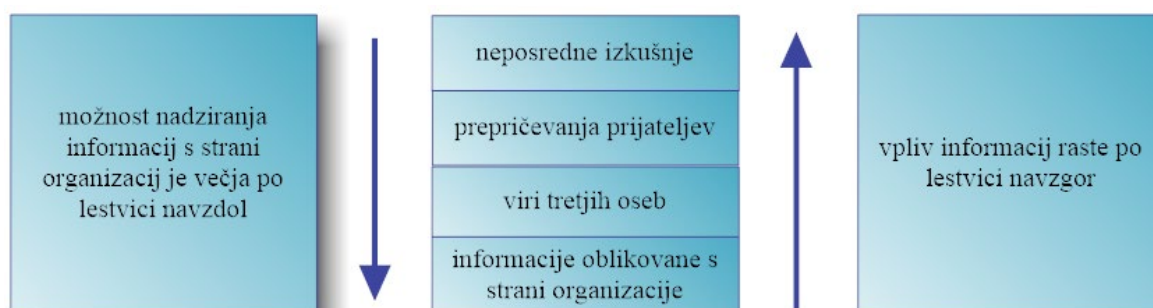 možnost nadziranja
informacij s strani
organizacij je večja po
lestvici navzdol
neposredne izkušnje
prepričevanja prijateljev
viri tretjih oseb
informacije oblikovane s
strani organizacije
vpliv informacij raste po
lestvici navzgor